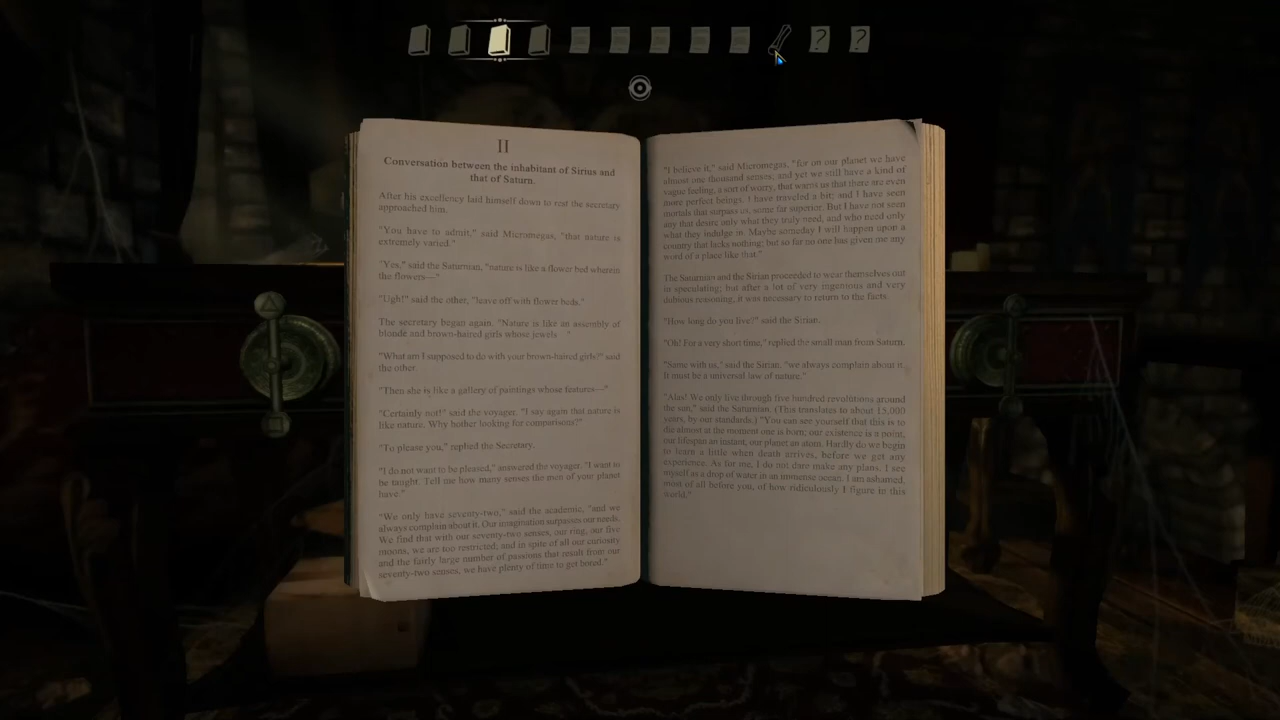 II
Conversation between the inhabitant of Sirius and
that of Saturn.
After his excellency laid himself down to rest the secretary
approached him.
"You have to admit," said Micromegas, "that nature is
extremely varied."
"Yes," said the Saturnian, "nature is like a flower bed wherein
the flowers—"
"Ugh!" said the other, "leave off with flower beds."
The secretary began again. "Nature is like an assembly of
blonde and brown-haired girls whose jewels "
"What am I supposed to do with your brown-haired girls?" said
the other.
"Then she is like a gallery of paintings whose features—"
"Certainly not!" said the voyager. "I say again that nature is
like nature. Why bother looking for comparisons?"
"To please you," replied the Secretary.
"I do not want to be pleased," answered the voyager. "I want to
be taught. Tell me how many senses the men of your planet
have."
"We only have seventy-two," said the academic, "and we
always complain about it. Our imagination surpasses our needs.
We find that with our seventy-two senses, our ring, our five
moons, we are too restricted; and in spite of all our curiosity
and the fairly large number of passions that result from our
seventy-two senses, we have plenty of time to get bored."
"I believe it," said Micromegas, "for on our planet we have
almost one thousand senses; and yet we still have a kind of
vague feeling, a sort of worry, that warns us that there are even
more perfect beings. I have traveled a bit; and I have seen
mortals that surpass us, some far superior. But I have not seen
any that desire only what they truly need, and who need only
what they indulge in. Maybe someday I will happen upon a
country that lacks nothing; but so far no one has given me any
word of a place like that."
The Saturnian and the Sirian proceeded to wear themselves out
in speculating; but after a lot of very ingenious and very
dubious reasoning, it was necessary to return to the facts.
"How long do you live?" said the Sirian.
"Oh! For a very short time," replied the small man from Saturn.
"Same with us," said the Sirian, "we always complain about it.
It must be a universal law of nature."
"Alas! We only live through five hundred revolutions around
the sun," said the Saturnian. (This translates to about 15,000
years, by our standards.) "You can see yourself that this is to
die almost at the moment one is born; our existence is a point,
our lifespan an instant, our planet an atom. Hardly do we begin
to learn a little when death arrives, before we get any
experience. As for me, I do not dare make any plans. I see
myself as a drop of water in an immense ocean. I am ashamed,
most of all before you, of how ridiculously I figure in this
world."